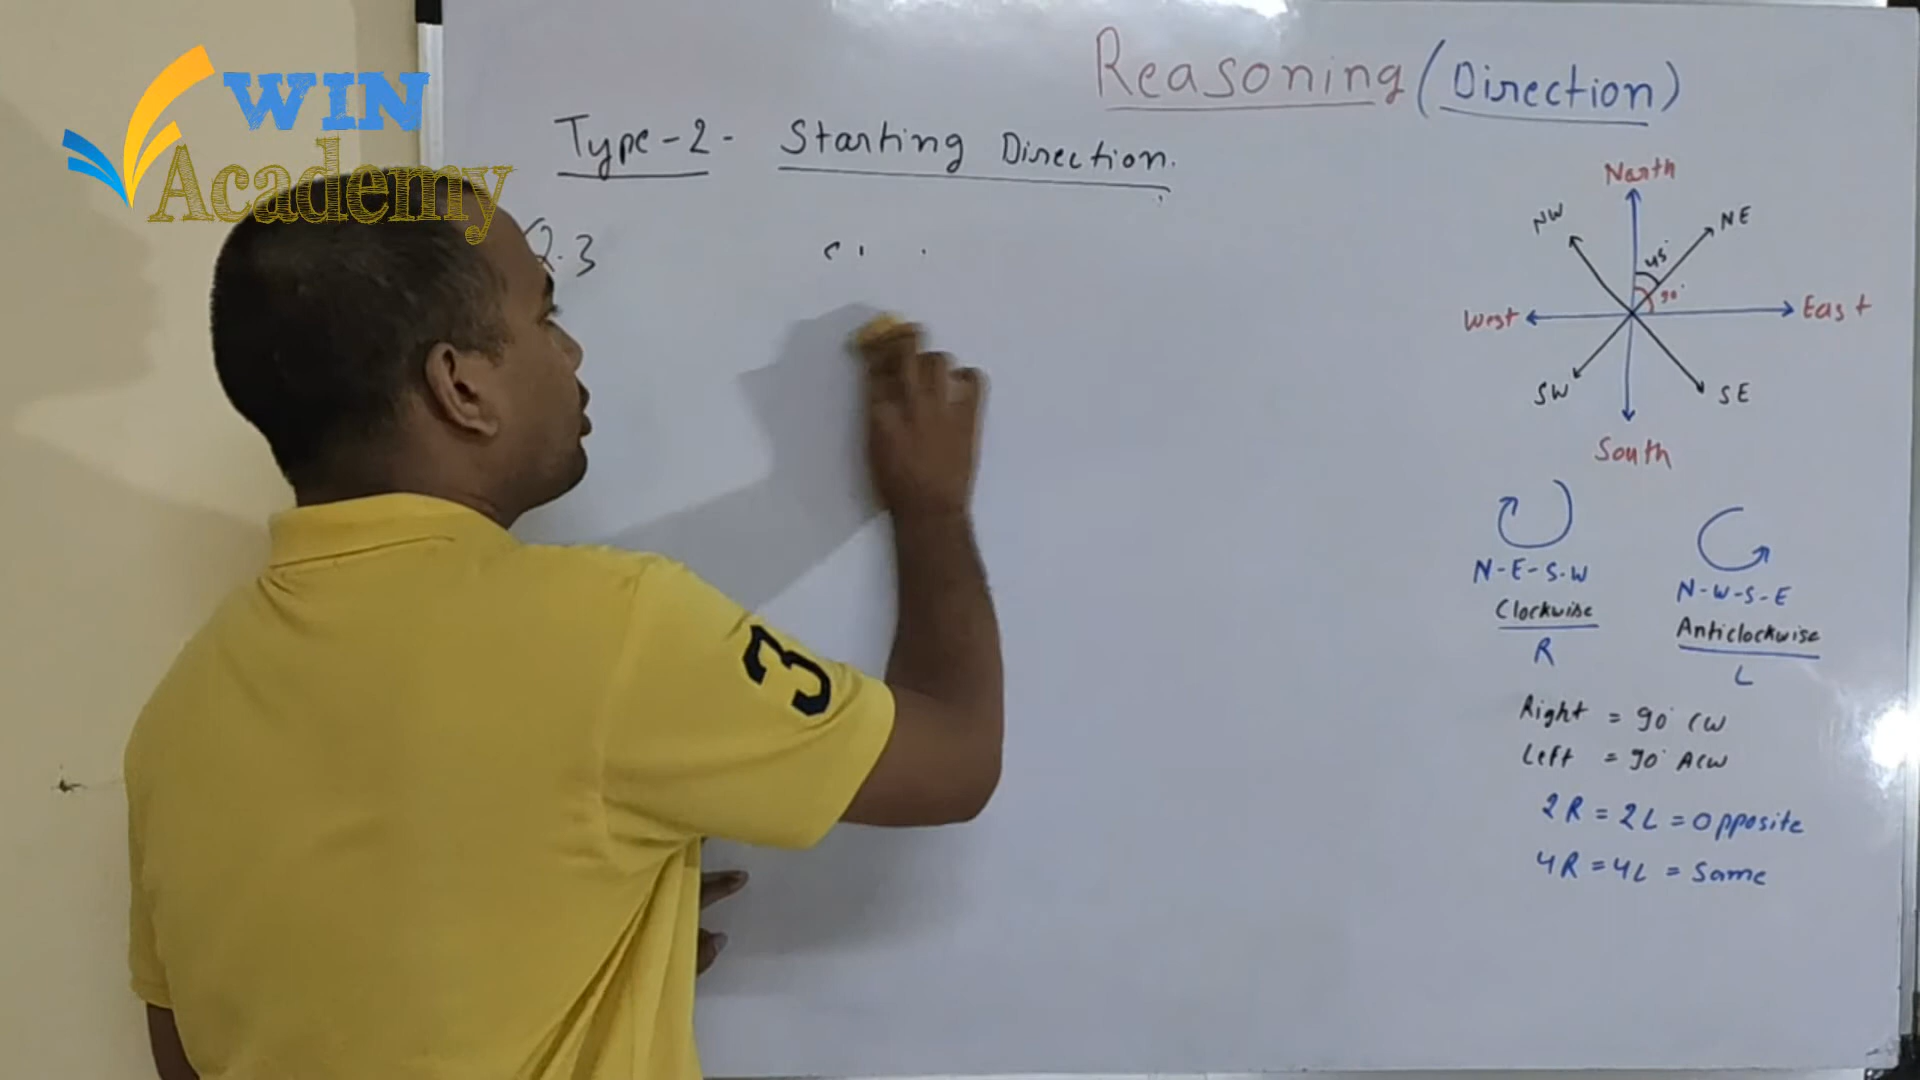 WIN
Academy
Reasoning (Direction)
Type-2- Starting Direction.
Q.3
North
NW
NE
45°
90°
West
East
SW
SE
South
N-E-S-W
Clockwise
R
N-W-S-E
Anticlockwise
L
Right = 90° CW
Left = 90° ACW
2R = 2L = Opposite
4R = 4L = Same
3